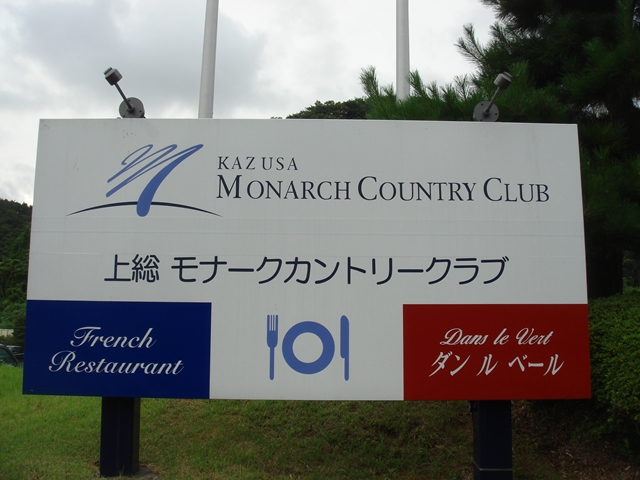 KAZUSA
MONARCH COUNTRY CLUB
上総 モナークカントリークラブ
French
Restaurant
Dans le Vert
ダン ル ベール